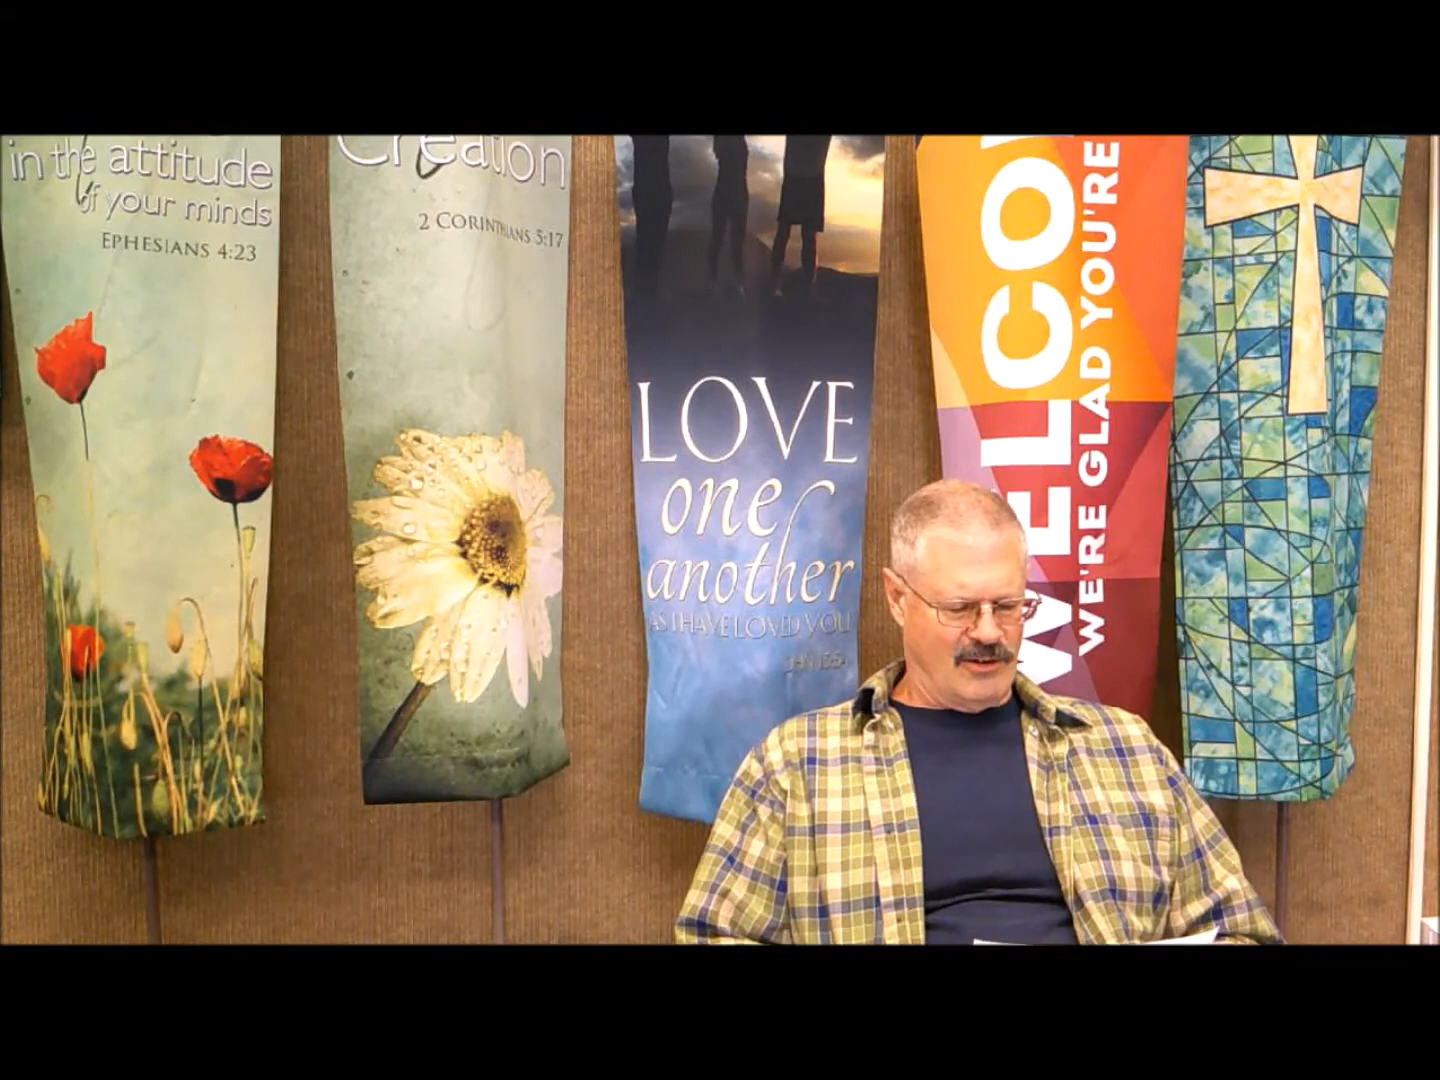 in the attitude
of your minds
EPHESIANS 4:23
Creation
2 CORINTHIANS 5:17
LOVE
one
another
AS I HAVE LOVED YOU
WELCO
WE'RE GLAD YOU'RE